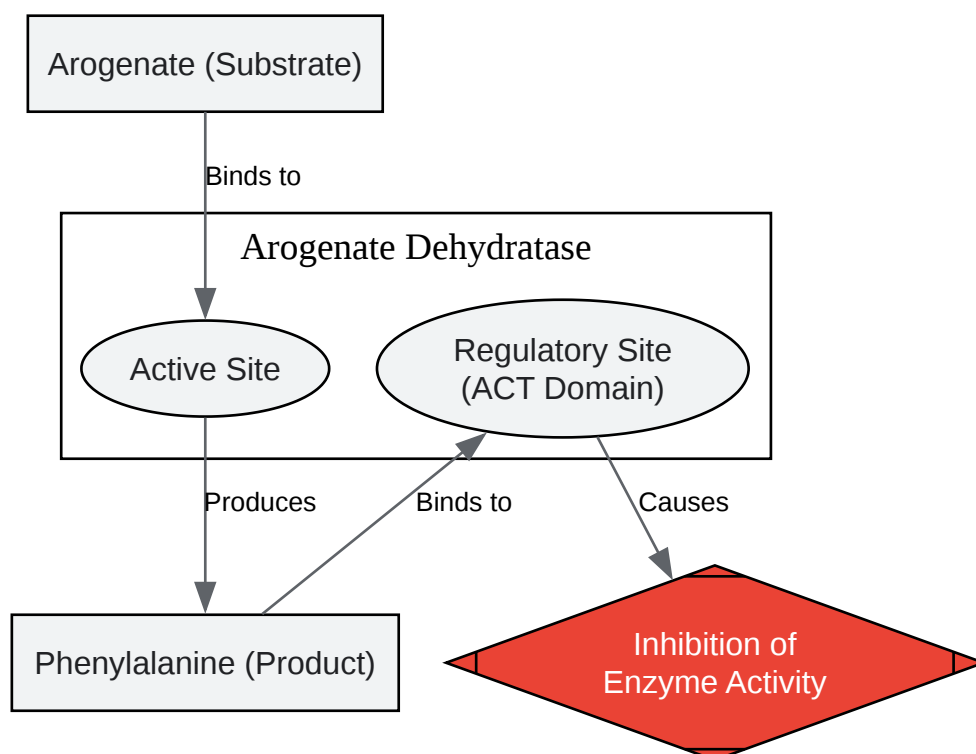 Arogenate (Substrate)
Binds to
Arogenate Dehydratase
Active Site
Regulatory Site
(ACT Domain)
Produces
Binds to
Causes
Phenylalanine (Product)
Inhibition of
Enzyme Activity